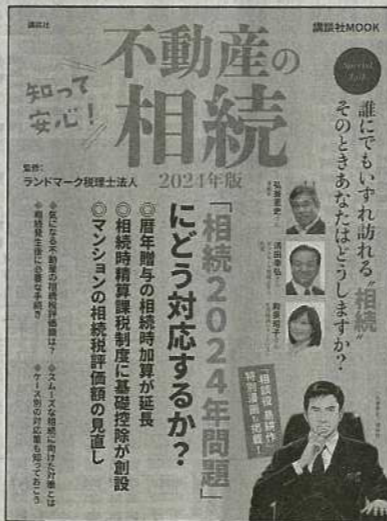 講談社
講談社MOOK
不動産の
相続
知って
安心!
2024年版
監修:
ランドマーク税理士法人
誰にでもいずれ訪れる“相続”
そのときあなたはどうしますか?
「相続2024年問題」
にどう対応するか?
◎暦年贈与の相続時加算が延長
◎相続時精算課税制度に基礎控除が創設
◎マンションの相続税評価額の見直し
気になる不動産の相続税評価額は?
相続発生後に必要な手続き
スムーズな相続に向けた対策とは
ケース別の対応策も知っておこう
「相談役 島耕作」
特別漫画も掲載!